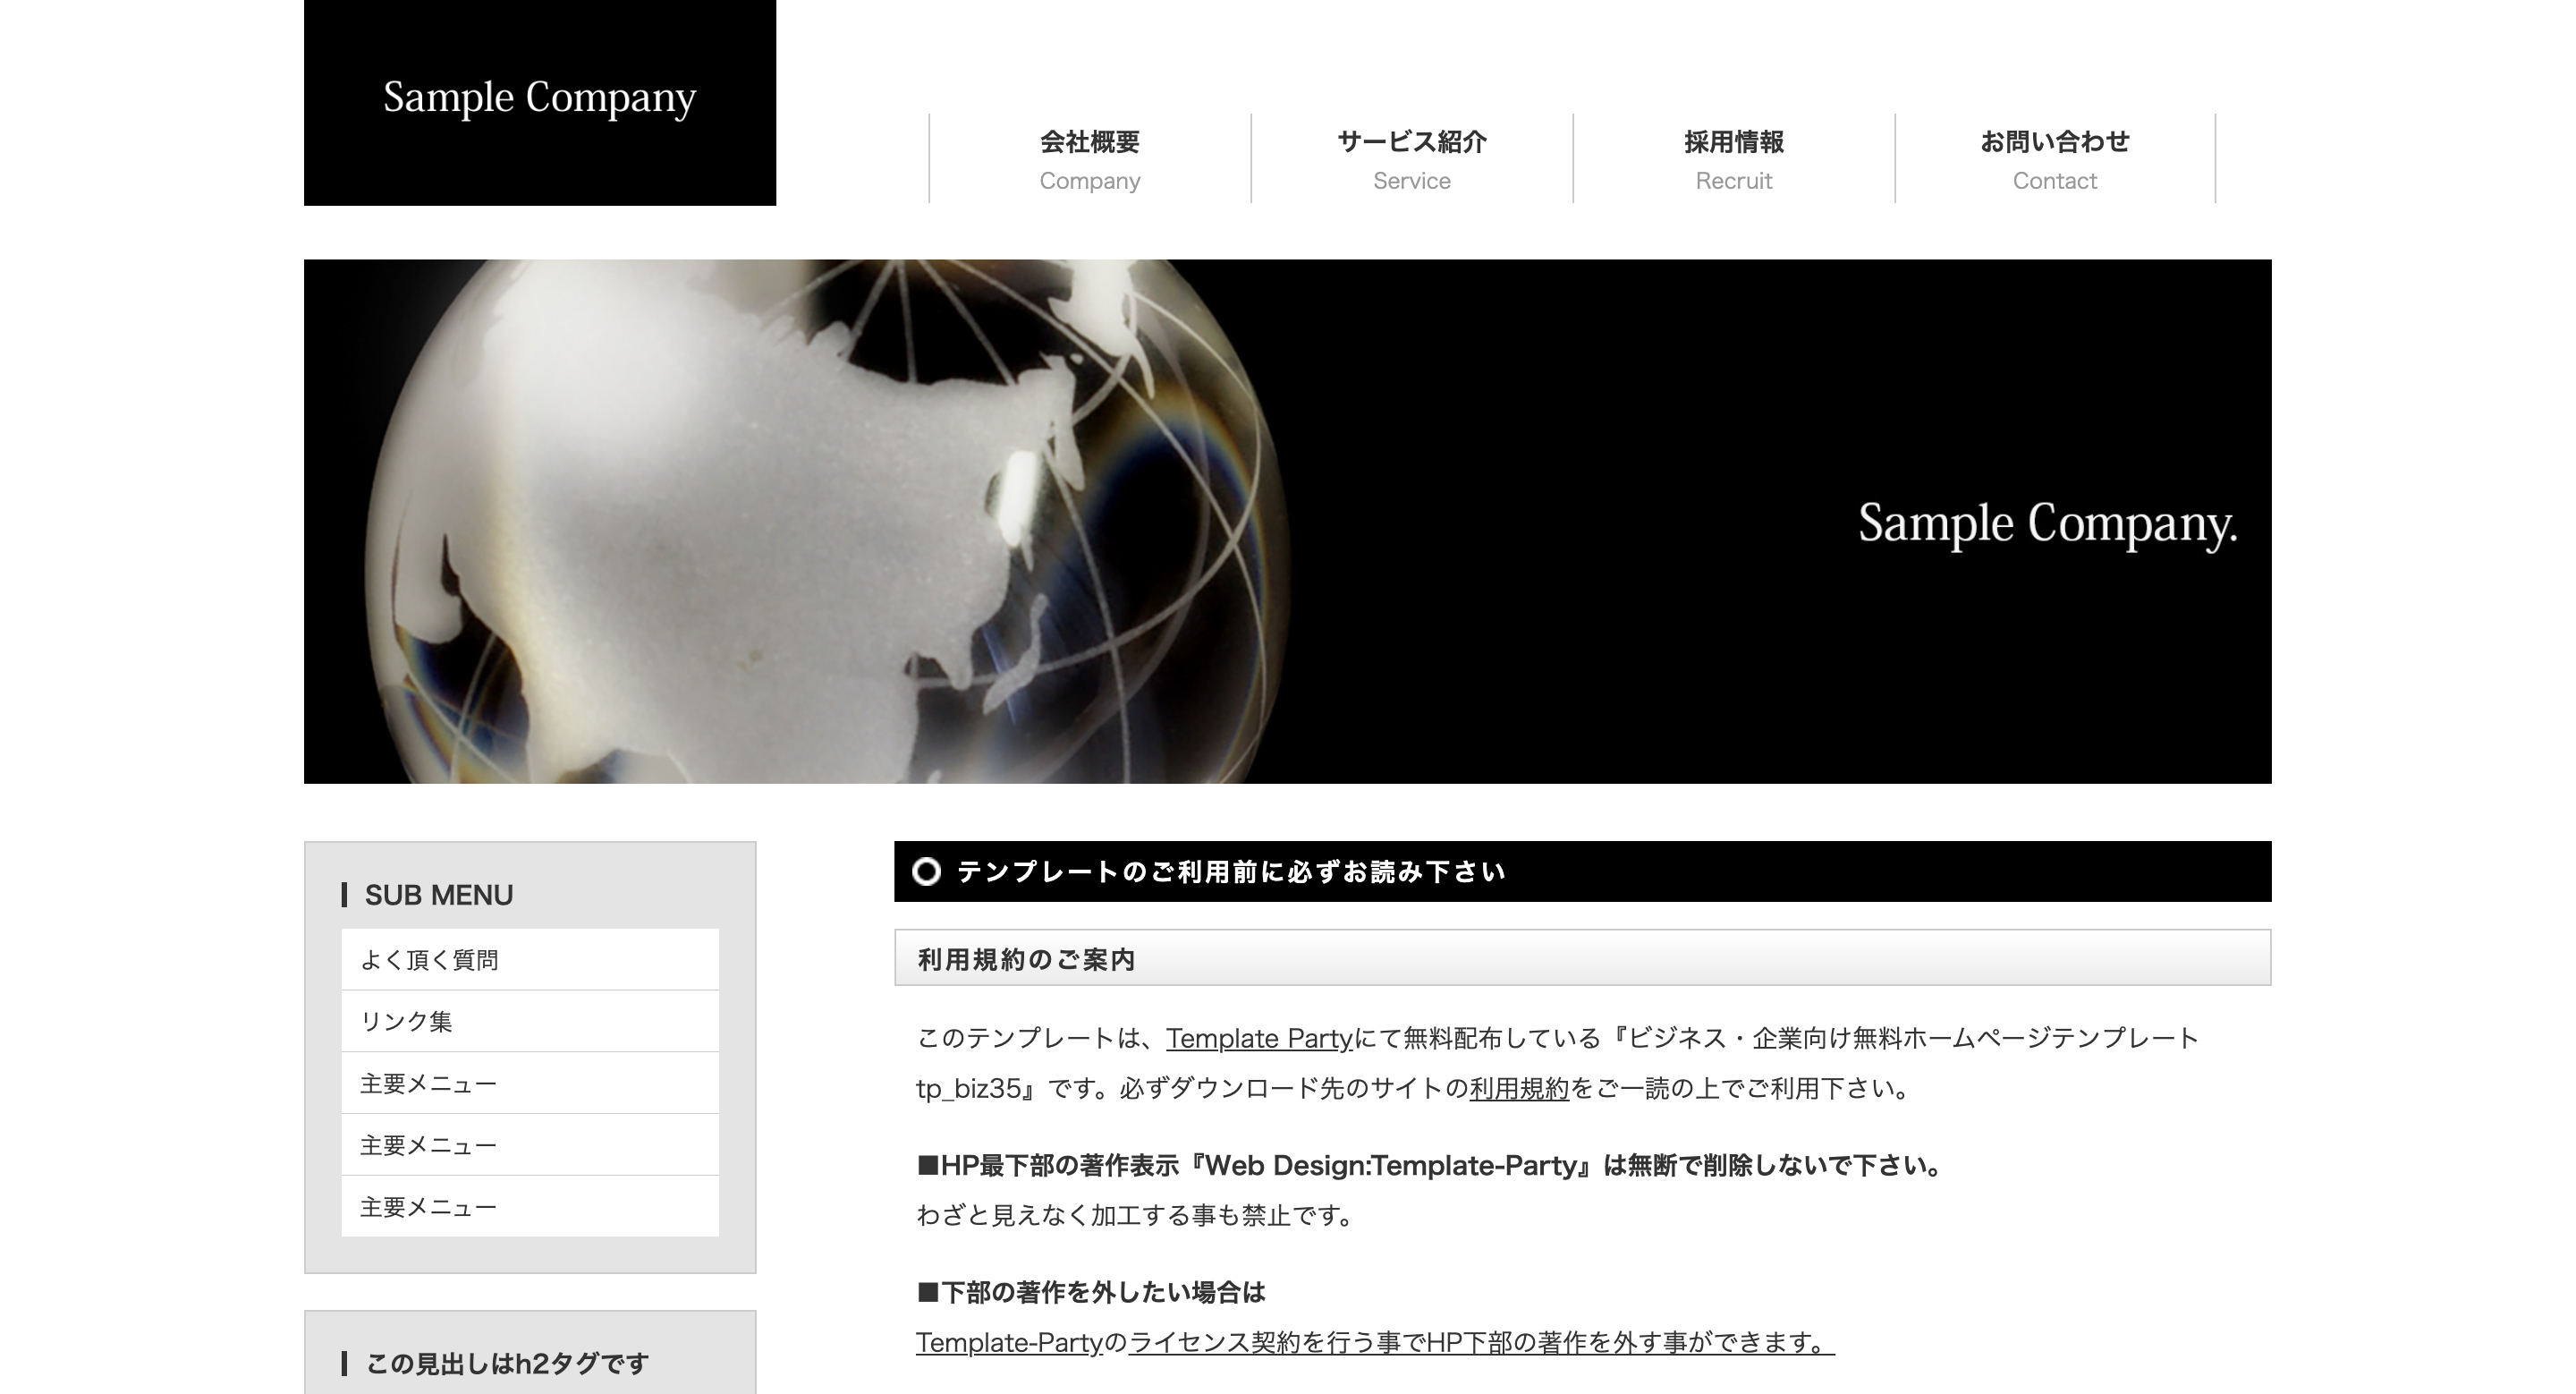 Sample Company
会社概要
Company
サービス紹介
Service
採用情報
Recruit
お問い合わせ
Contact
Sample Company.
SUB MENU
よく頂く質問
リンク集
主要メニュー
主要メニュー
主要メニュー
この見出しはh2タグです
テンプレートのご利用前に必ずお読み下さい
利用規約のご案内
このテンプレートは、Template Partyにて無料配布している『ビジネス・企業向け無料ホームページテンプレート
tp_biz35』です。必ずダウンロード先のサイトの利用規約をご一読の上でご利用下さい。
■HP最下部の著作表示『Web Design:Template-Party』は無断で削除しないで下さい。
わざと見えなく加工する事も禁止です。
■下部の著作を外したい場合は
Template-Partyのライセンス契約を行う事でHP下部の著作を外す事ができます。